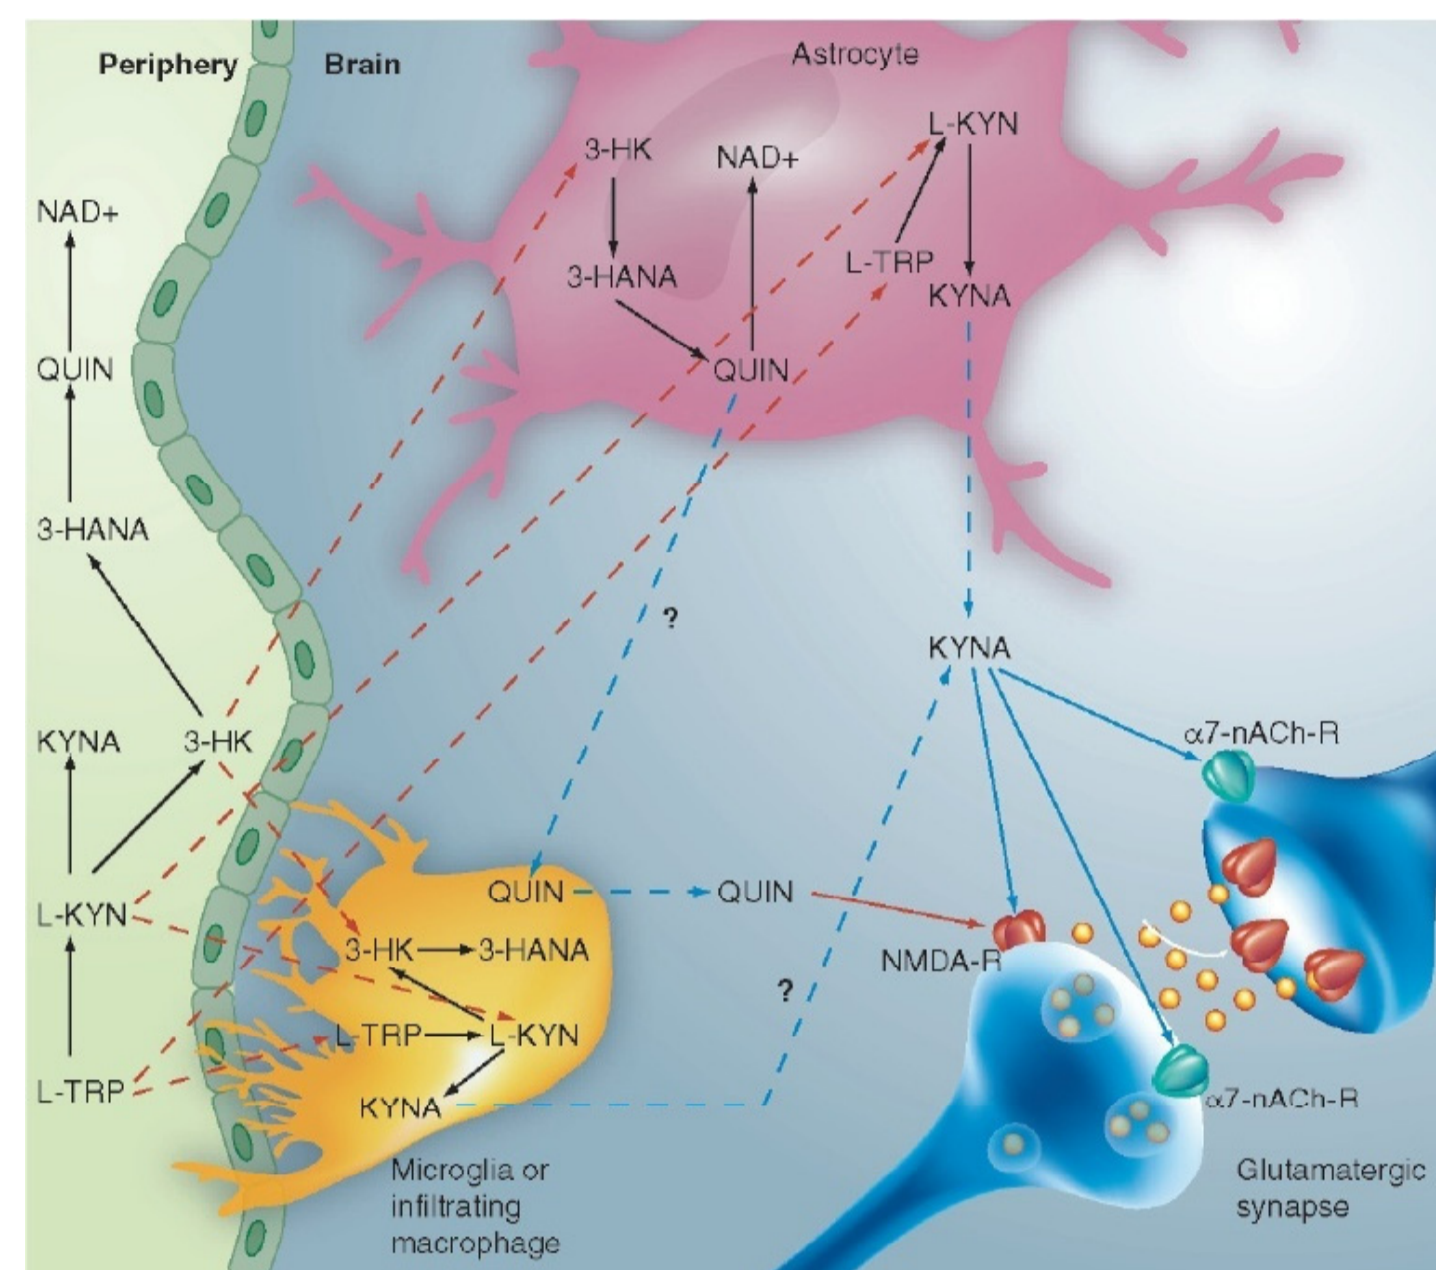 Periphery
Brain
Astrocyte
3-HK
NAD+
L-KYN
NAD+
L-TRP
3-HANA
KYNA
QUIN
QUIN
3-HANA
?
KYNA
KYNA
3-HK
α7-nACh-R
QUIN
QUIN
L-KYN
3-HK
3-HANA
NMDA-R
?
L-TRP
L-KYN
L-TRP
KYNA
α7-nACh-R
Microglia or
infiltrating
macrophage
Glutamatergic
synapse